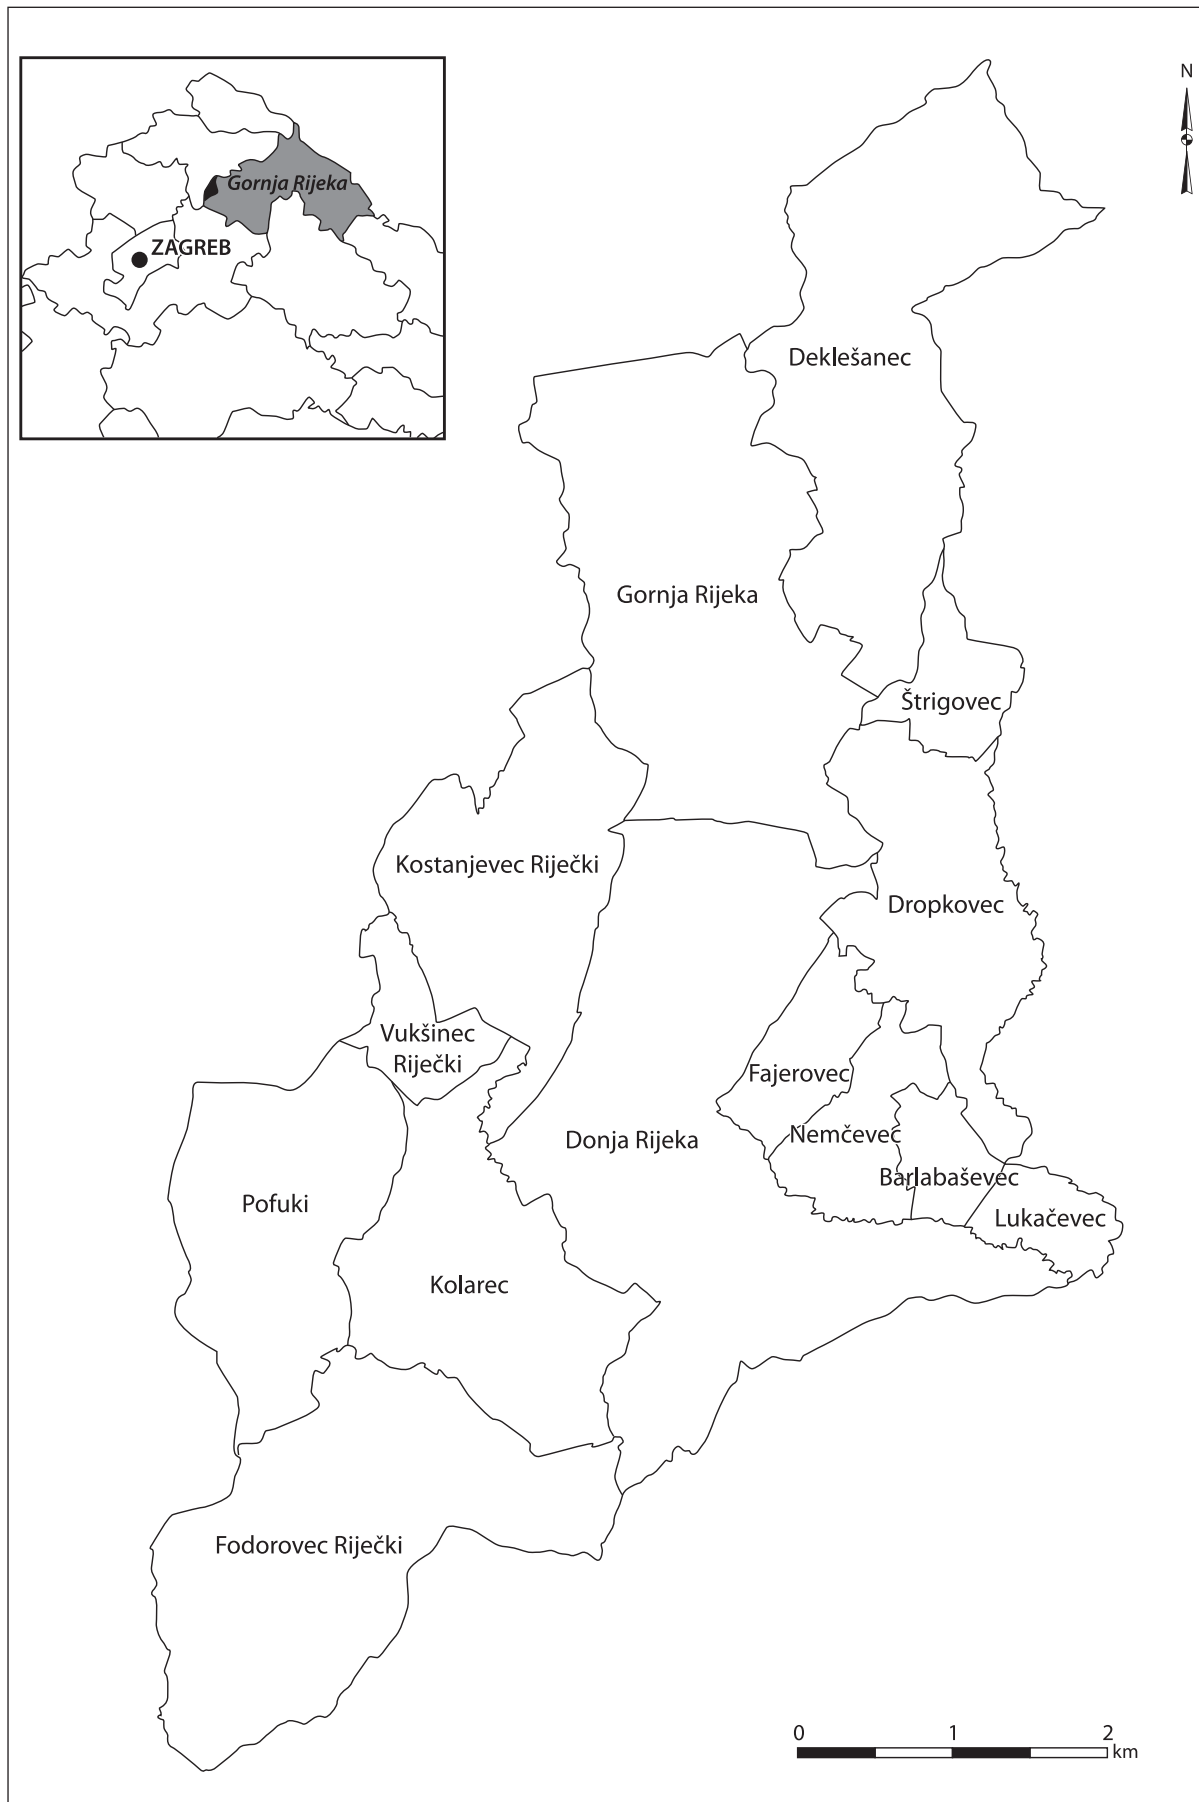 N
Gornja Rijeka
ZAGREB
Deklešanec
Gornja Rijeka
Štrigovec
Kostanjevec Riječki
Dropkovec
Vukšinec
Riječki
Fajerovec
Nemčevec
Donja Rijeka
Barlabaševec
Pofuki
Lukačevec
Kolarec
Fodorovec Riječki
0 1 2
km